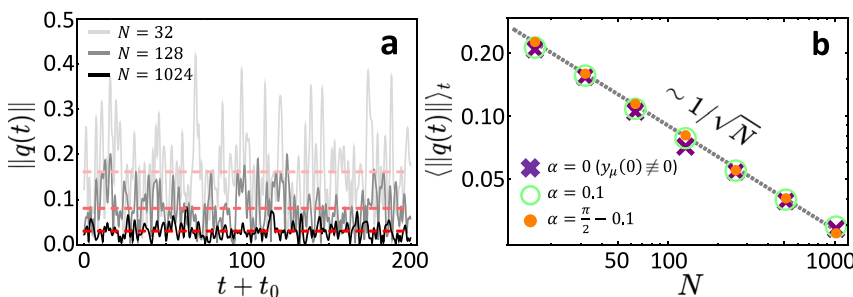 0.5
0.4
0.3
0.2
0.1
0.0
‖q(t)‖
N = 32
N = 128
N = 1024
a
0
100
200
t + t₀
0.20
0.10
0.05
⟨‖q(t)‖⟩ₜ
b
~ 1/√N
α = 0 (y_μ(0) ≢ 0)
α = 0.1
α = π/2 − 0.1
50
100
500
1000
N